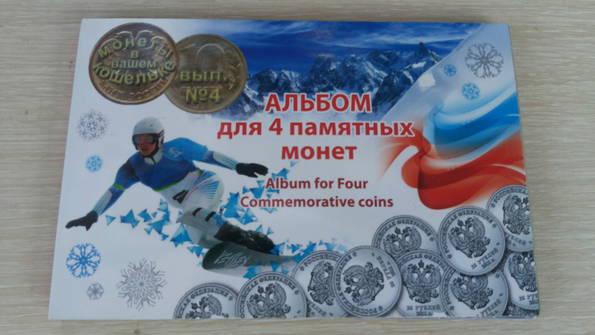 МОНЕТЫ
В
ВАШЕМ
КОШЕЛЬКЕ
ВЫП.
№4
АЛЬБОМ
для 4 памятных
монет
Album for Four
Commemorative coins